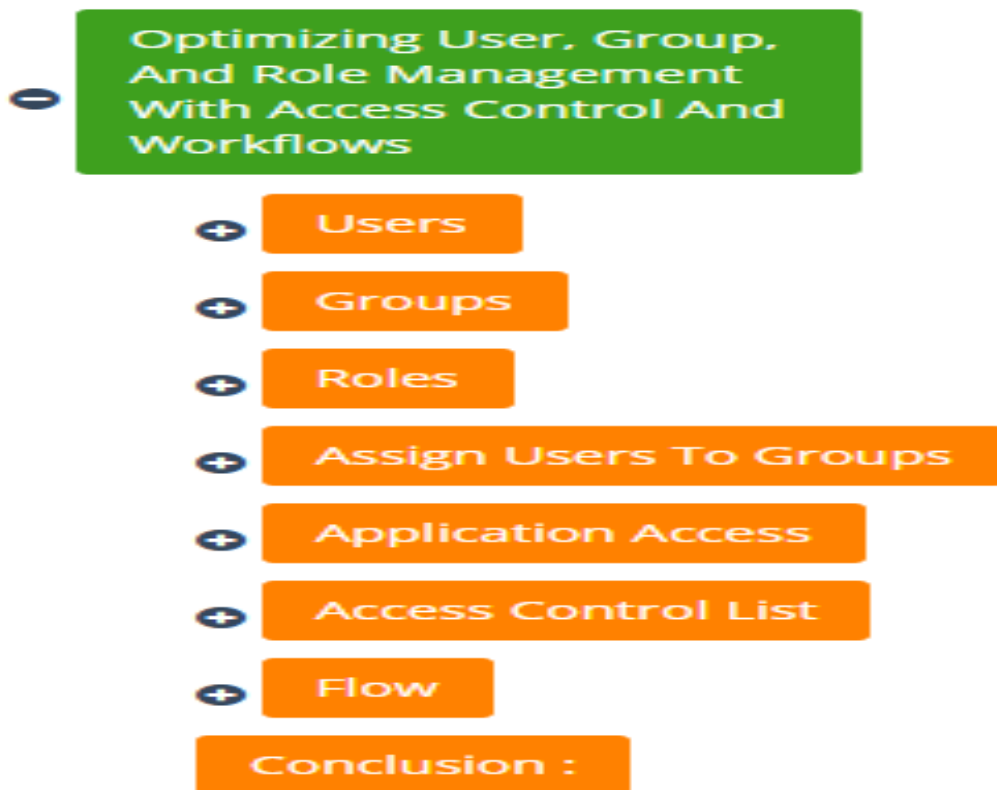 Optimizing User, Group,
And Role Management
With Access Control And
Workflows
Users
Groups
Roles
Assign Users To Groups
Application Access
Access Control List
Flow
Conclusion :